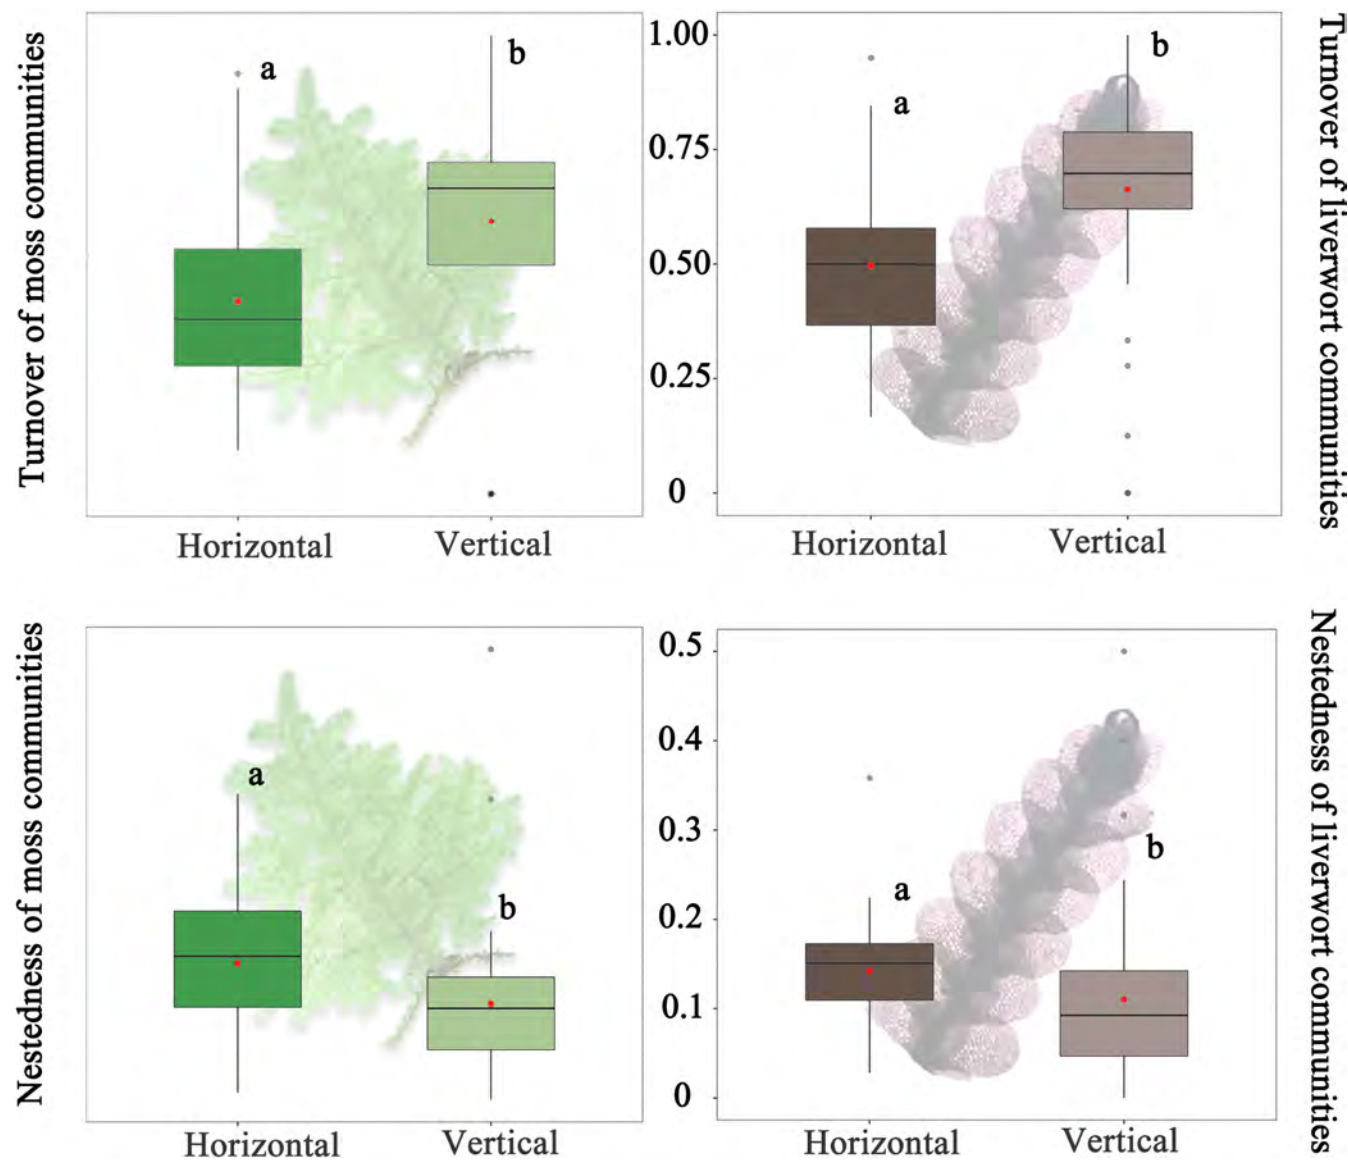 Turnover of moss communities
a
b
Horizontal
Vertical
1.00
0.75
0.50
0.25
0
a
b
Horizontal
Vertical
Turnover of liverwort communities
Nestedness of moss communities
a
b
Horizontal
Vertical
0.5
0.4
0.3
0.2
0.1
0
a
b
Horizontal
Vertical
Nestedness of liverwort communities